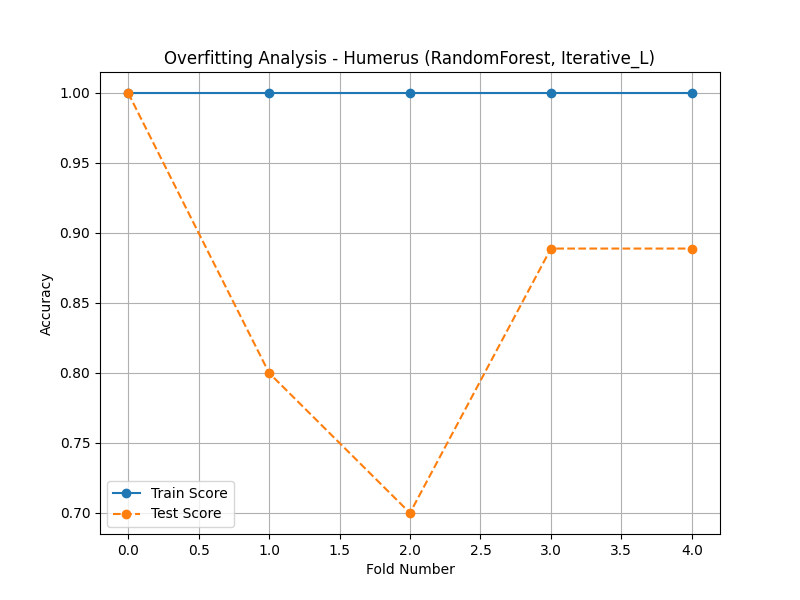 Overfitting Analysis - Humerus (RandomForest, Iterative_L)
Accuracy
1.00
0.95
0.90
0.85
0.80
0.75
0.70
Train Score
Test Score
0.0 0.5 1.0 1.5 2.0 2.5 3.0 3.5 4.0
Fold Number